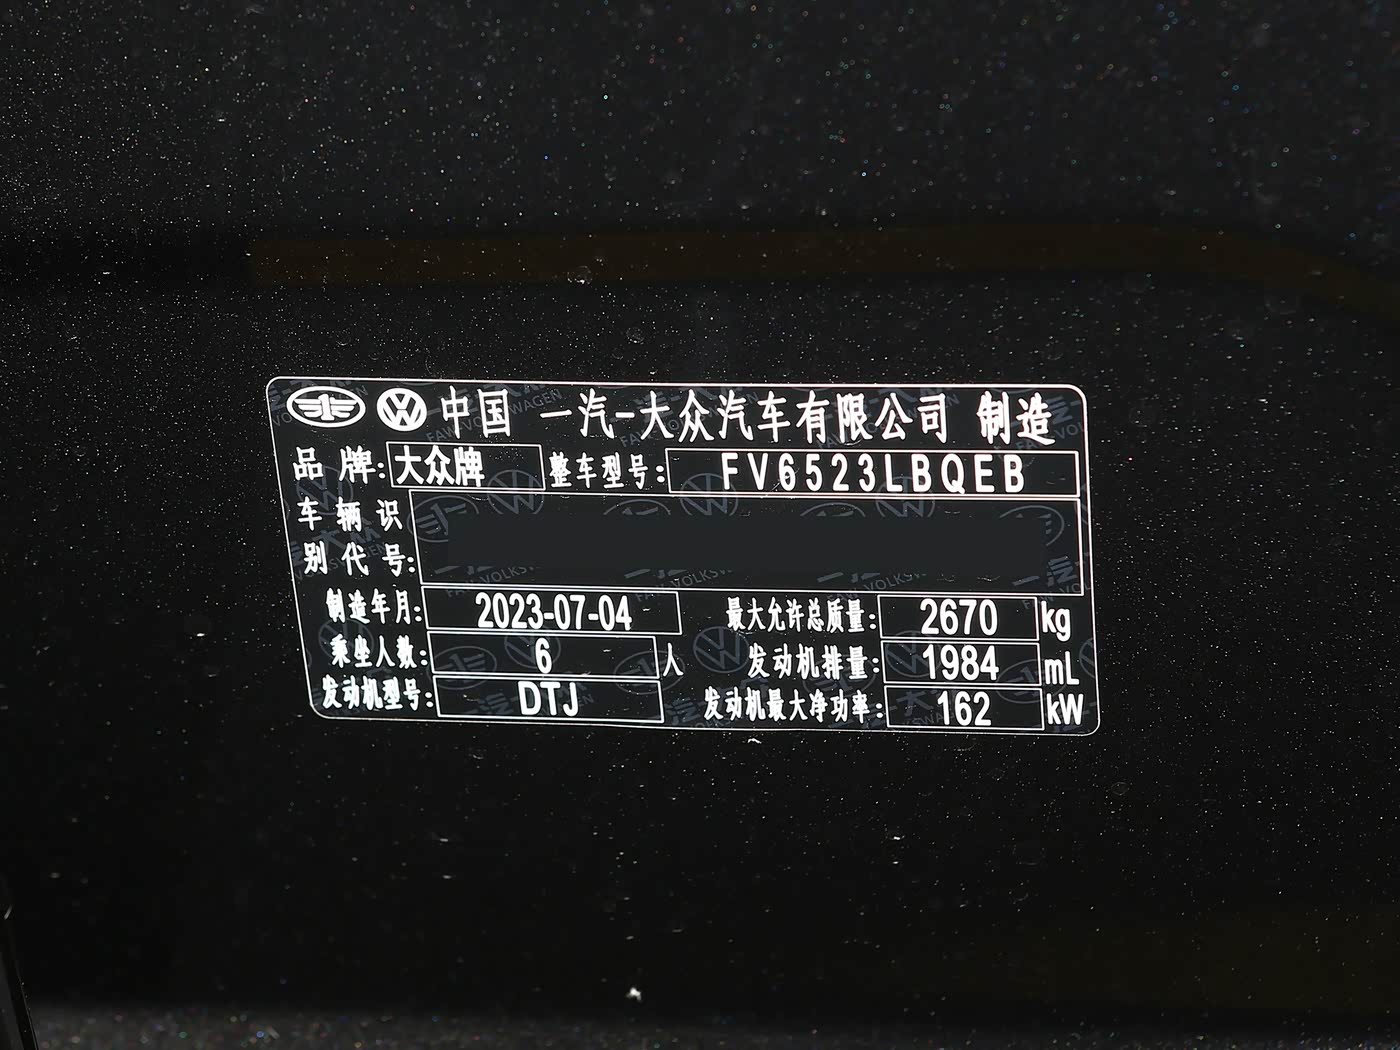 中国 一汽-大众汽车有限公司 制造
品 牌: 大众牌 整车型号: FV6523LBQEB
车 辆 识
别 代 号:
制造年月: 2023-07-04 最大允许总质量: 2670 kg
乘坐人数: 6 人 发动机排量: 1984 mL
发动机型号: DTJ 发动机最大净功率: 162 kW